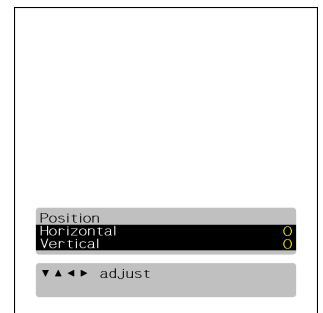 Position
Horizontal 0
Vertical 0
▼▲◄► adjust